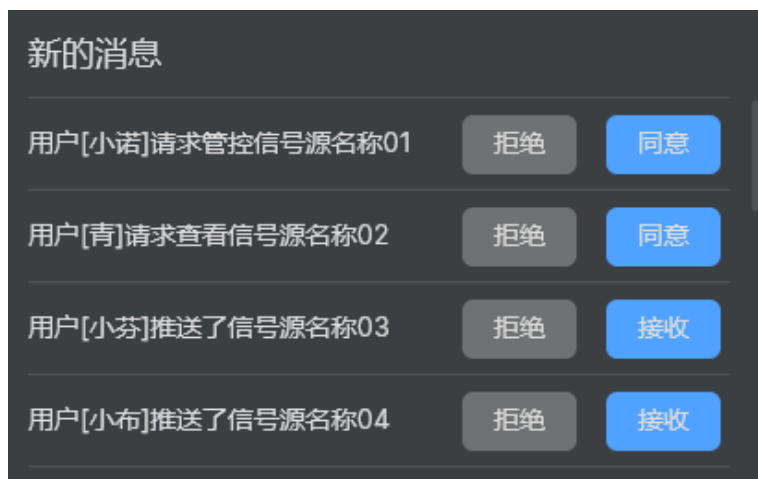 新的消息
用户[小诺]请求管控信号源名称01 拒绝 同意
用户[青]请求查看信号源名称02 拒绝 同意
用户[小芬]推送了信号源名称03 拒绝 接收
用户[小布]推送了信号源名称04 拒绝 接收